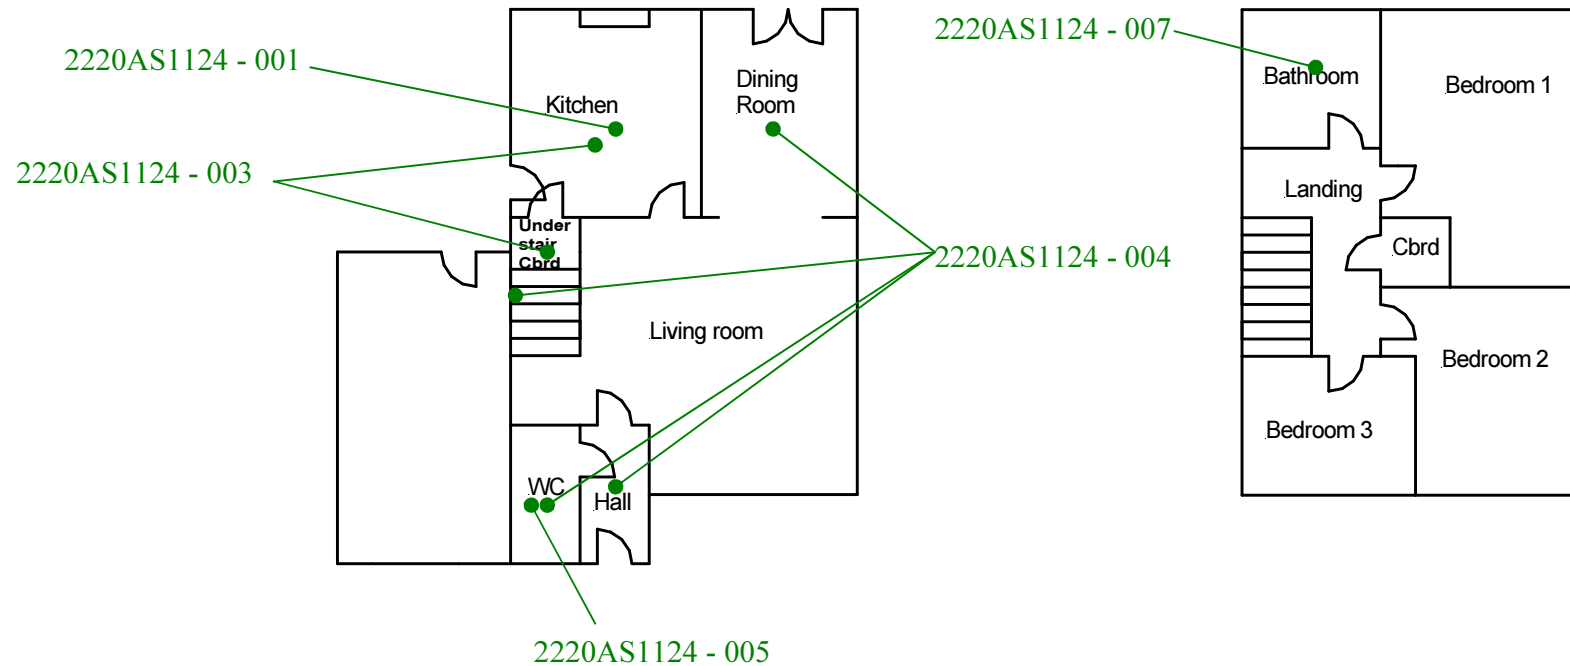 2220AS1124 - 001
2220AS1124 - 003
Kitchen
Dining
Room
Under
stair
Cbrd
2220AS1124 - 004
Living room
WC
Hall
2220AS1124 - 005
2220AS1124 - 007
Bathroom
Bedroom 1
Landing
Cbrd
Bedroom 2
Bedroom 3